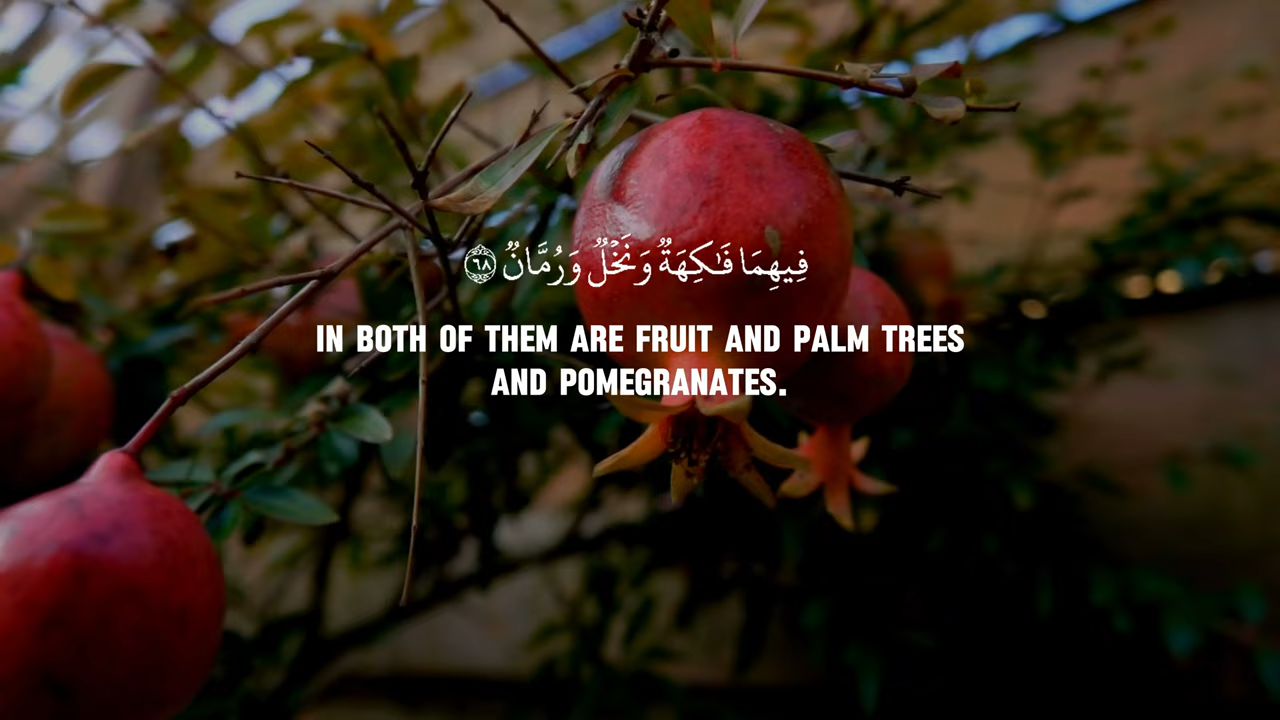 فِيهِمَا فَـٰكِهَةٌ وَنَخْلٌ وَرُمَّانٌ ٦٨
IN BOTH OF THEM ARE FRUIT AND PALM TREES
AND POMEGRANATES.